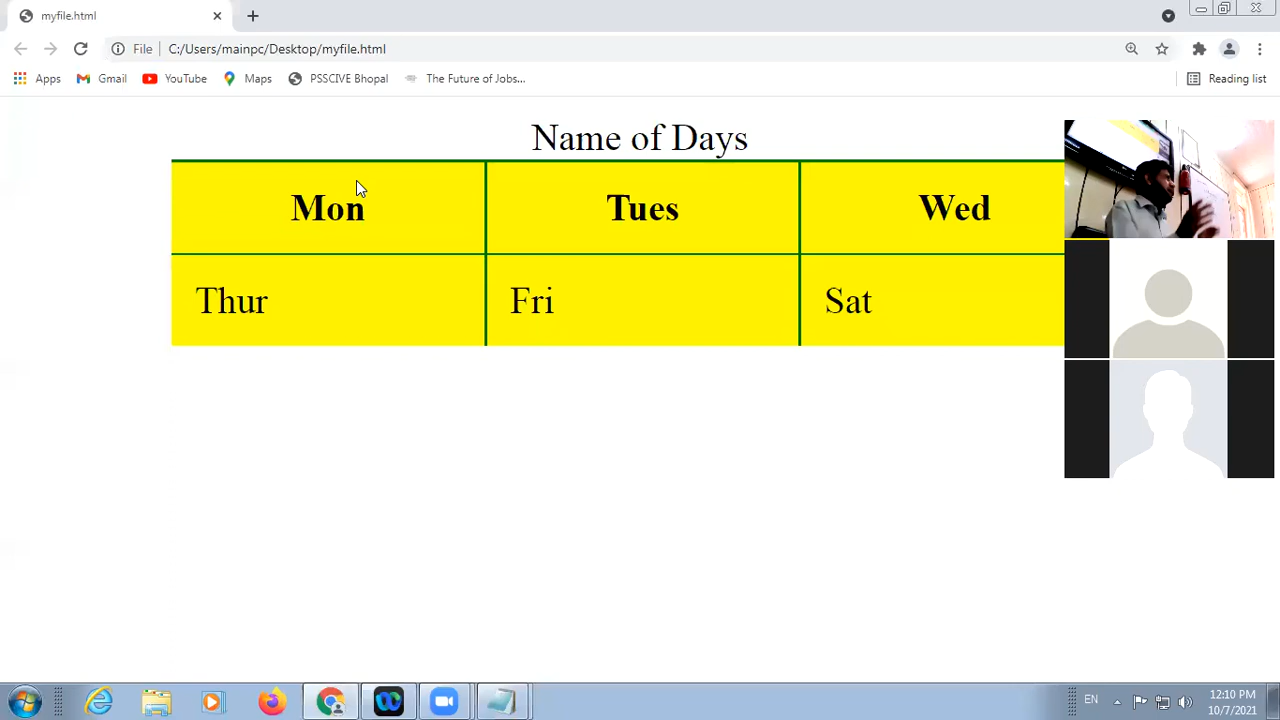 myfile.html
File C:/Users/mainpc/Desktop/myfile.html
Apps Gmail YouTube Maps PSSCIVE Bhopal The Future of Jobs... Reading list
Name of Days
Mon Tues Wed
Thur Fri Sat
EN 12:10 PM
10/7/2021